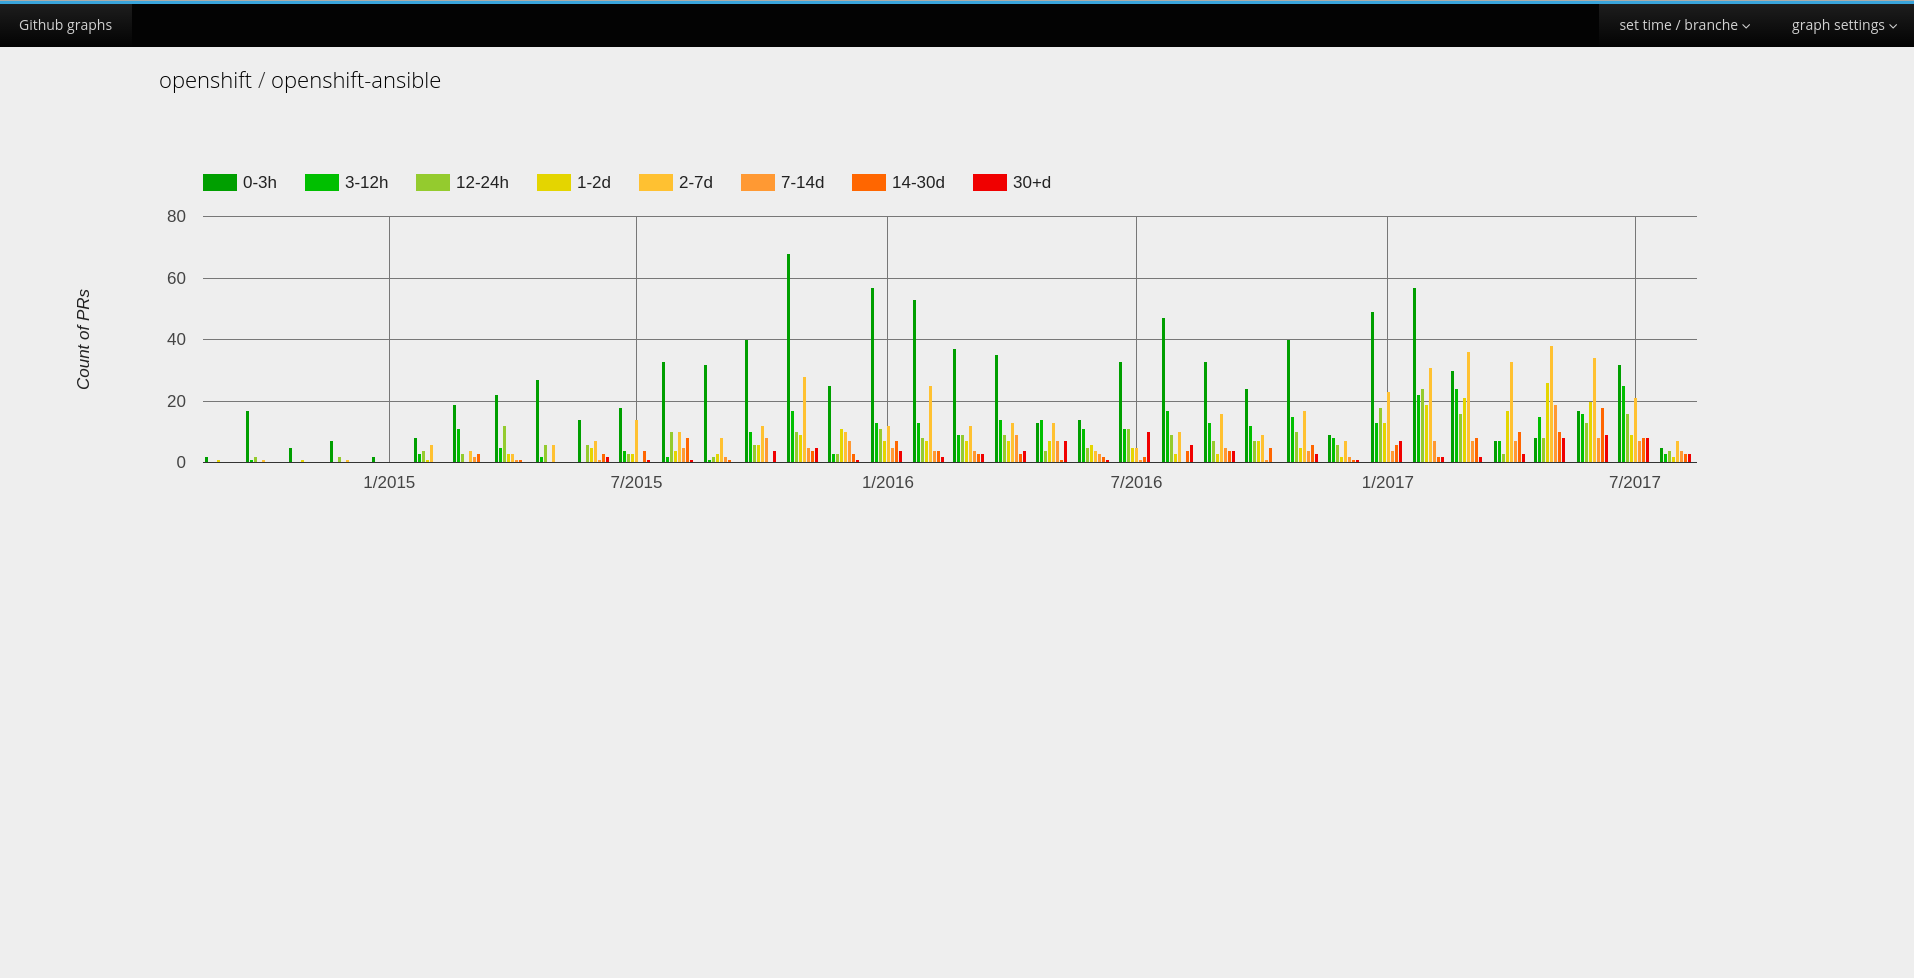 Github graphs
set time / branche
graph settings
openshift / openshift-ansible
0-3h 3-12h 12-24h 1-2d 2-7d 7-14d 14-30d 30+d
Count of PRs
80
60
40
20
0
1/2015 7/2015 1/2016 7/2016 1/2017 7/2017